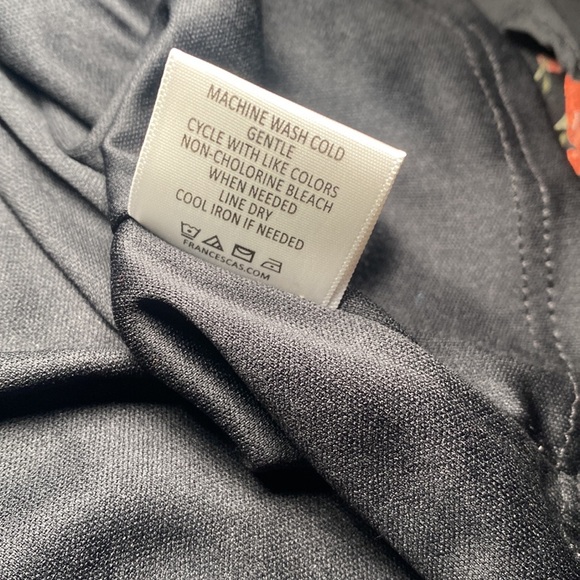 MACHINE WASH COLD
GENTLE
CYCLE WITH LIKE COLORS
NON-CHOLORINE BLEACH
WHEN NEEDED
LINE DRY
COOL IRON IF NEEDED
FRANCESCAS.COM